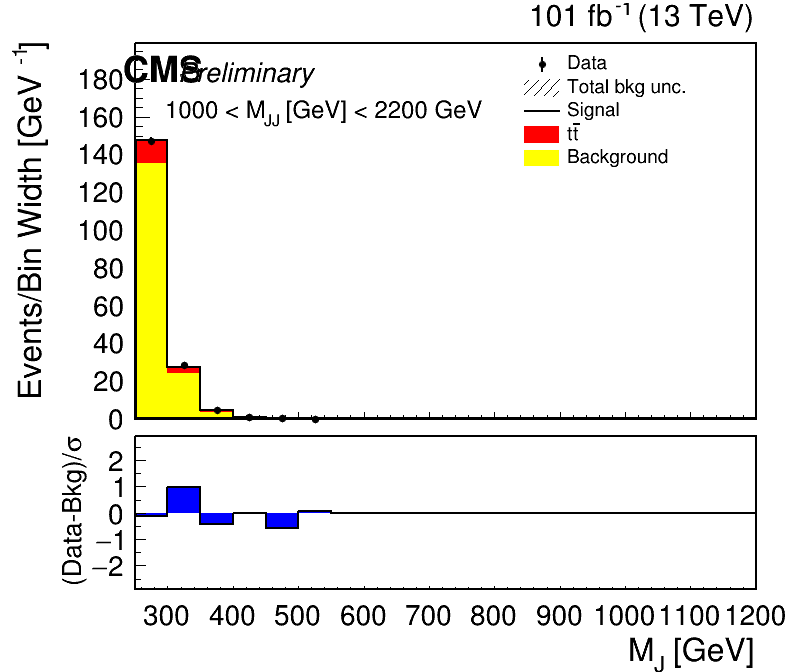 101 fb⁻¹ (13 TeV)
CMS Preliminary
1000 < M_JJ [GeV] < 2200 GeV
Data
Total bkg unc.
Signal
tt̄
Background
Events/Bin Width [GeV⁻¹]
180
160
140
120
100
80
60
40
20
0
(Data-Bkg)/σ
2
1
0
−1
−2
300 400 500 600 700 800 900 1000 1100 1200
M_J [GeV]